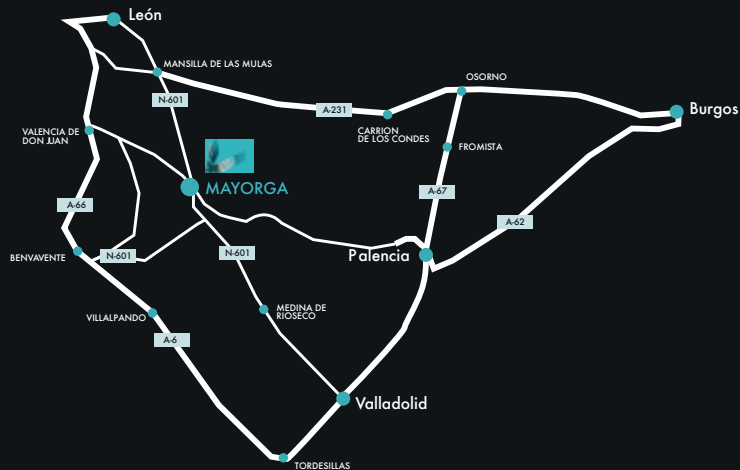 León
MANSILLA DE LAS MULAS
OSORNO
N-601
A-231
Burgos
CARRION
DE LOS CONDES
VALENCIA DE
DON JUAN
FROMISTA
MAYORGA
A-67
A-66
A-62
N-601
N-601
BENVAVENTE
Palencia
MEDINA DE
RIOSECO
VILLALPANDO
A-6
Valladolid
TORDESILLAS